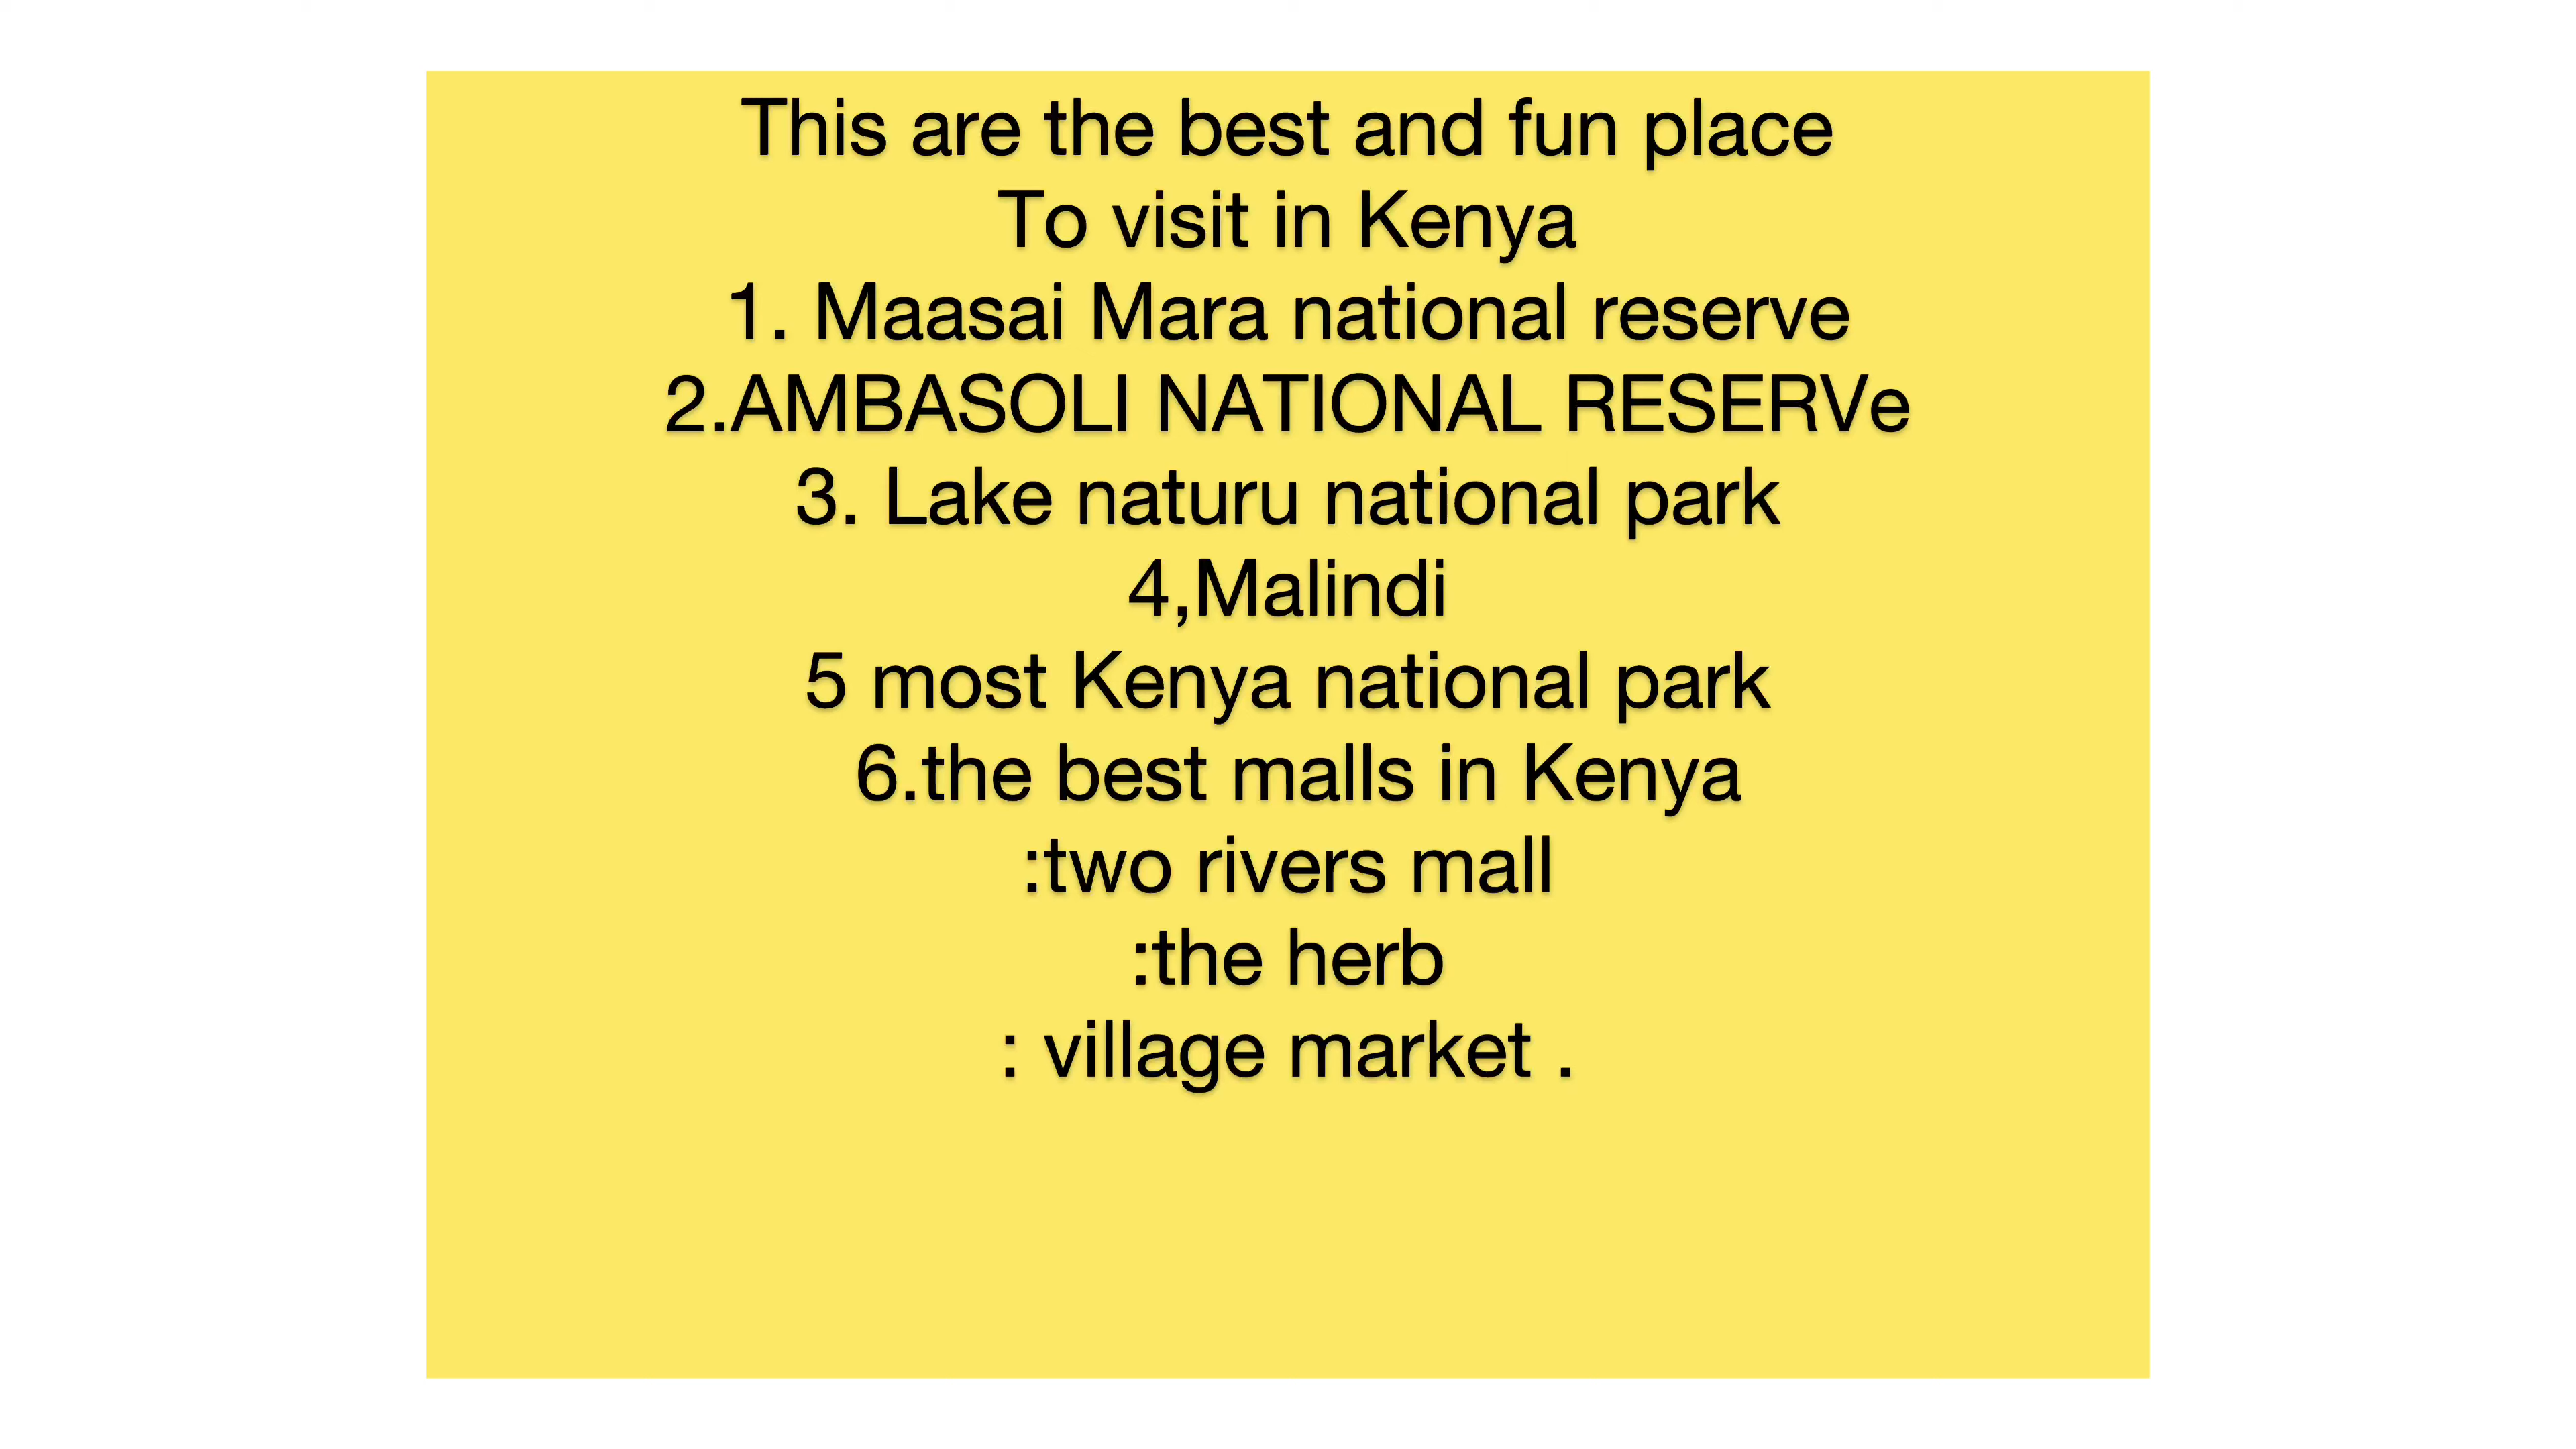 This are the best and fun place
To visit in Kenya
1. Maasai Mara national reserve
2.AMBASOLI NATIONAL RESERVe
3. Lake naturu national park
4,Malindi
5 most Kenya national park
6.the best malls in Kenya
:two rivers mall
:the herb
: village market .